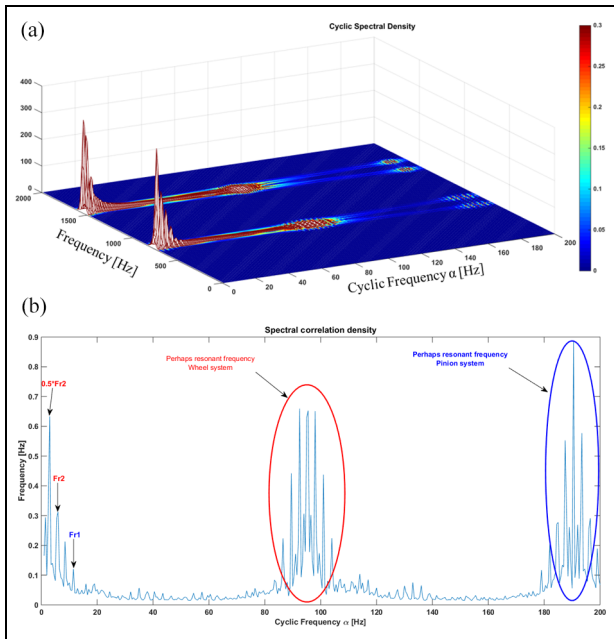 (a)
Cyclic Spectral Density
400
300
200
100
0
2000
1500
1000
500
0
Frequency [Hz]
0
20
40
60
80
100
120
140
160
180
200
Cyclic Frequency α [Hz]
0.3
0.25
0.2
0.15
0.1
0.05
0
(b)
Spectral correlation density
Perhaps resonant frequency
Wheel system
Perhaps resonant frequency
Pinion system
0.5*Fr2
Fr2
Fr1
Frequency [Hz]
0.9
0.8
0.7
0.6
0.5
0.4
0.3
0.2
0.1
0
0 20 40 60 80 100 120 140 160 180 200
Cyclic Frequency α [Hz]